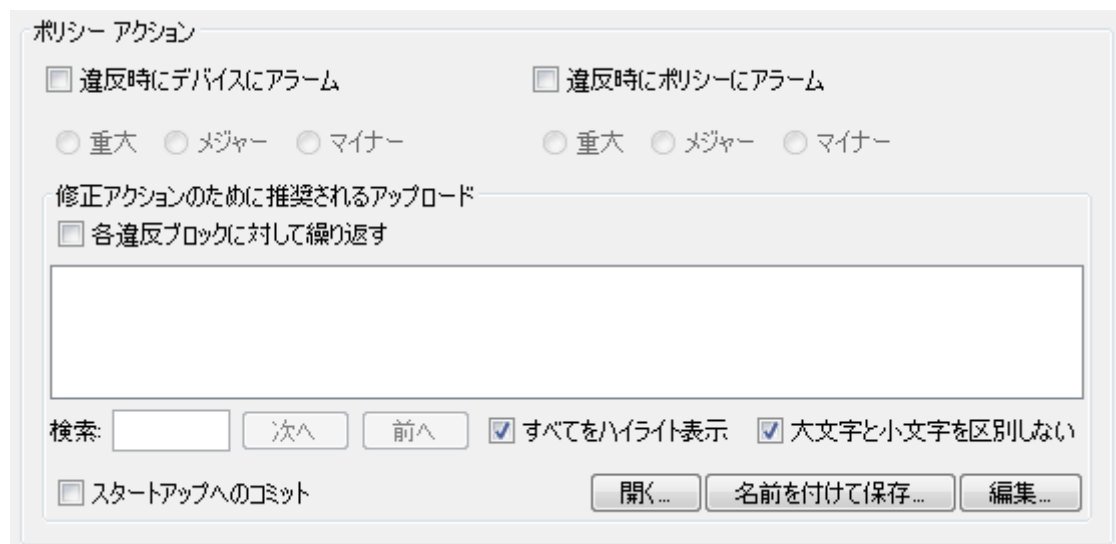 ポリシー アクション
違反時にデバイスにアラーム 違反時にポリシーにアラーム
重大 メジャー マイナー 重大 メジャー マイナー
修正アクションのために推奨されるアップロード
各違反ブロックに対して繰り返す
検索: 次へ 前へ すべてをハイライト表示 大文字と小文字を区別しない
スタートアップへのコミット 開く... 名前を付けて保存... 編集...